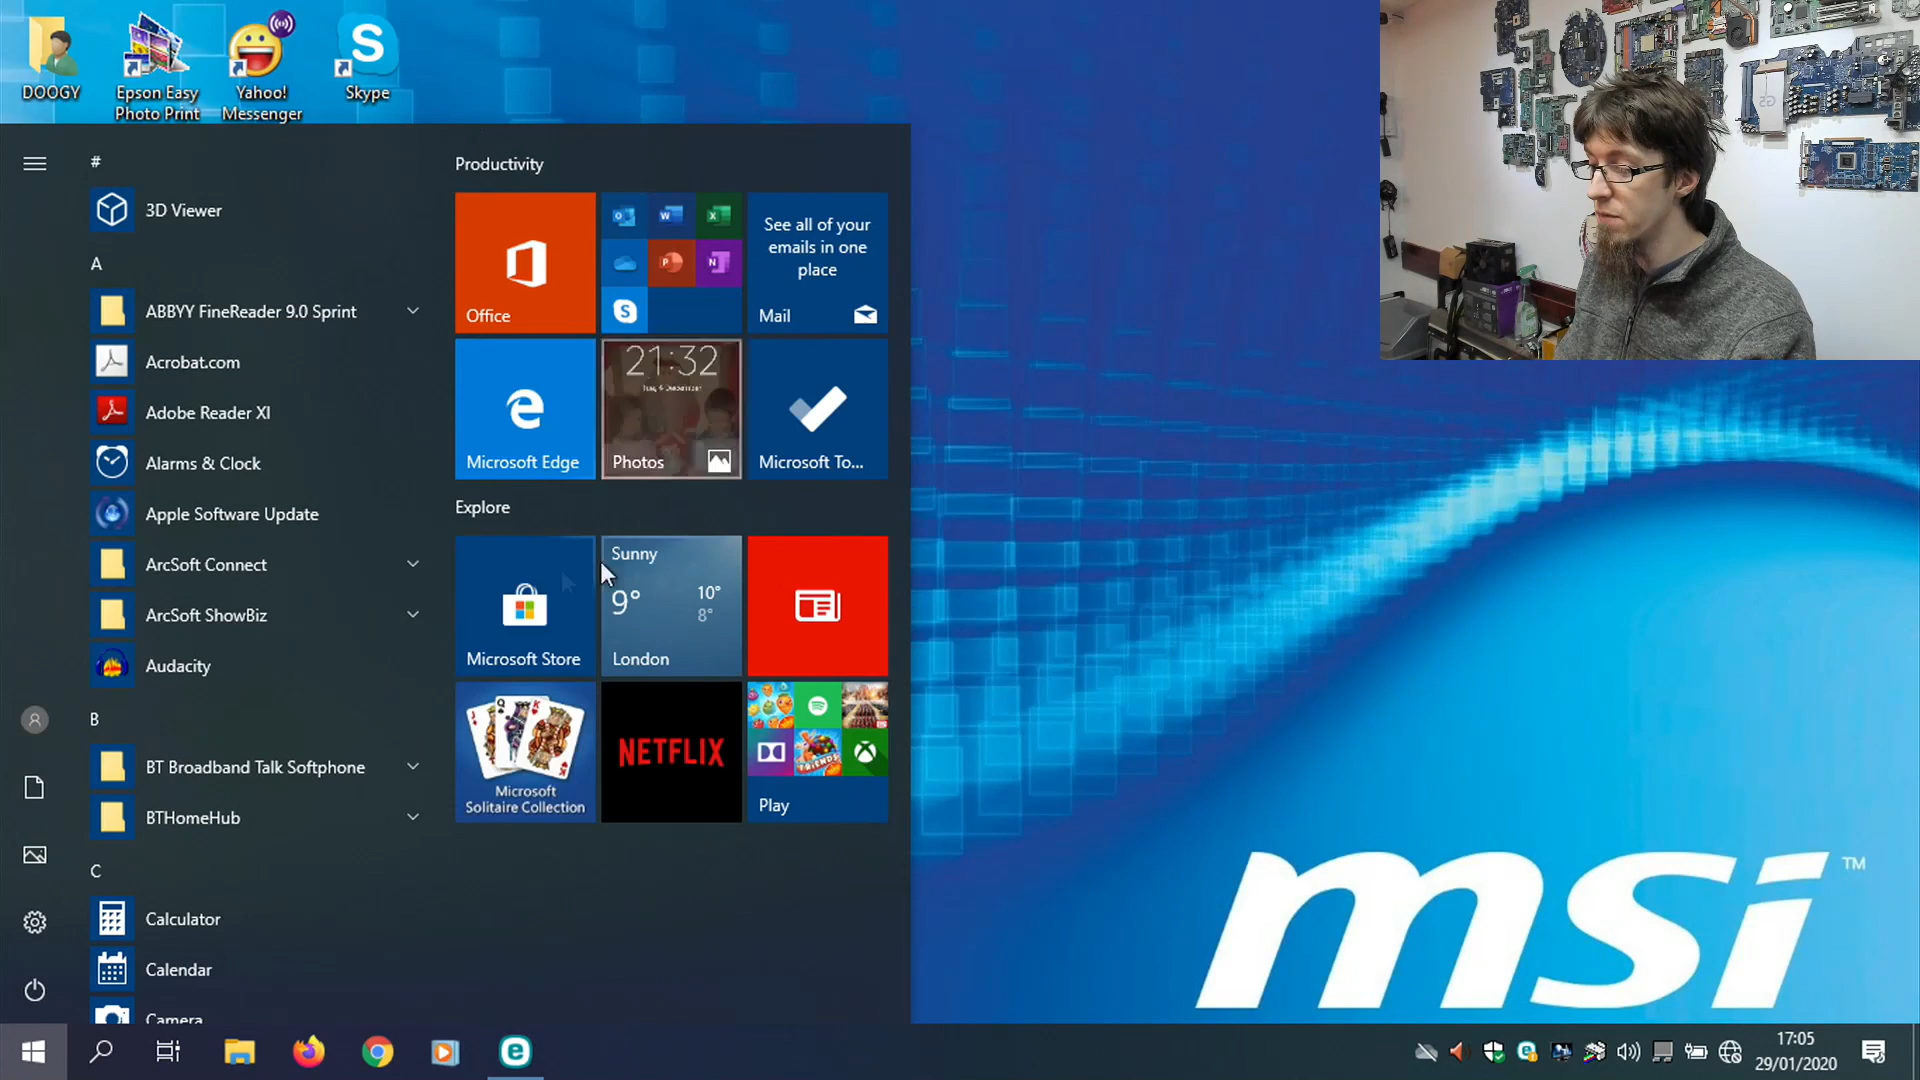 DOOGY
Epson Easy
Photo Print
Yahoo!
Messenger
Skype
#
3D Viewer
A
ABBYY FineReader 9.0 Sprint
Acrobat.com
Adobe Reader XI
Alarms & Clock
Apple Software Update
ArcSoft Connect
ArcSoft ShowBiz
Audacity
B
BT Broadband Talk Softphone
BTHomeHub
C
Calculator
Calendar
Camera
Productivity
Office
See all of your
emails in one
place
Mail
Microsoft Edge
21:32
Tue, 4 December
Photos
Microsoft To...
Explore
Microsoft Store
Sunny
9°
10°
8°
London
Microsoft
Solitaire Collection
NETFLIX
FRIENDS
Play
msi
TM
17:05
29/01/2020